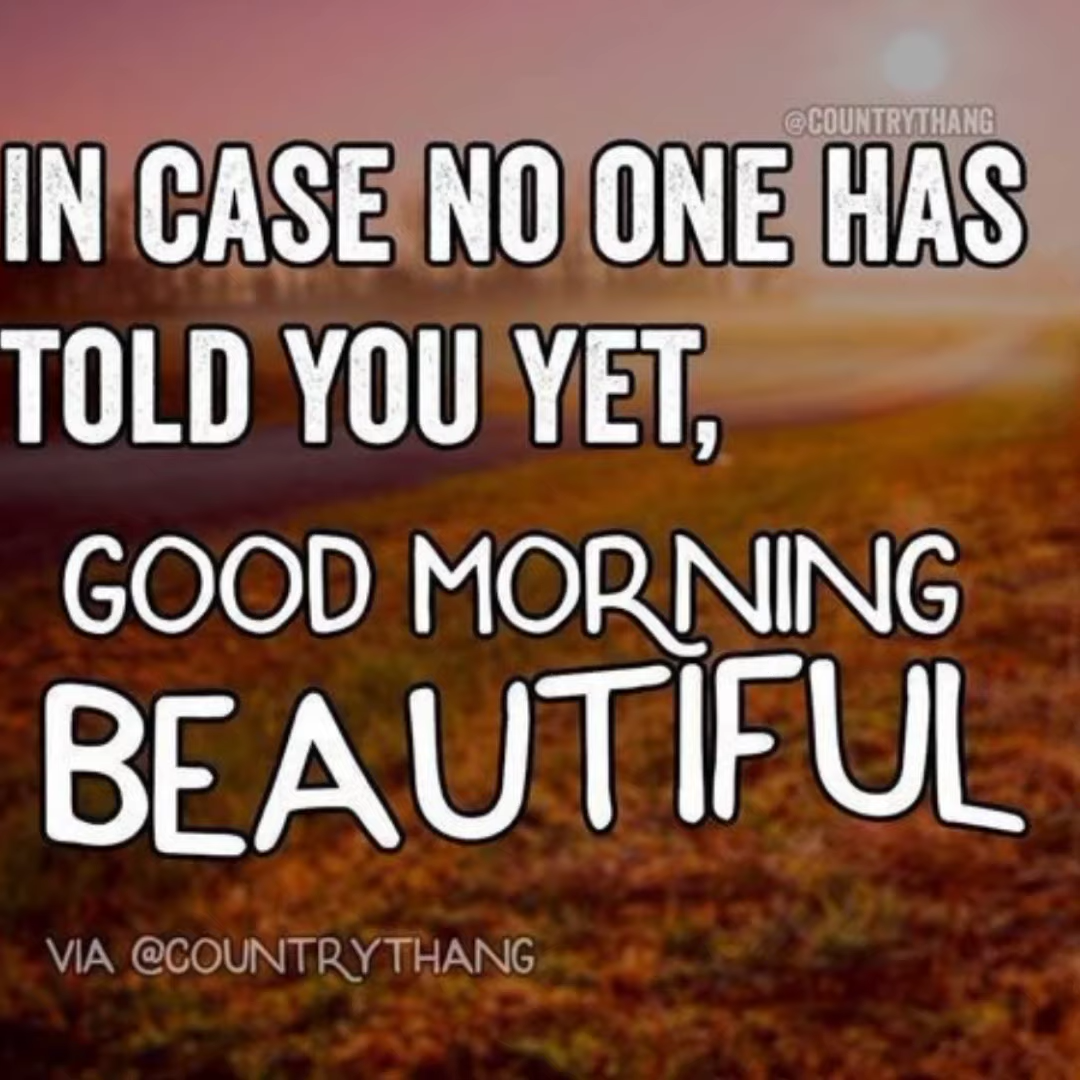 @COUNTRYTHANG
IN CASE NO ONE HAS
TOLD YOU YET,
GOOD MORNING
BEAUTIFUL
VIA @COUNTRYTHANG